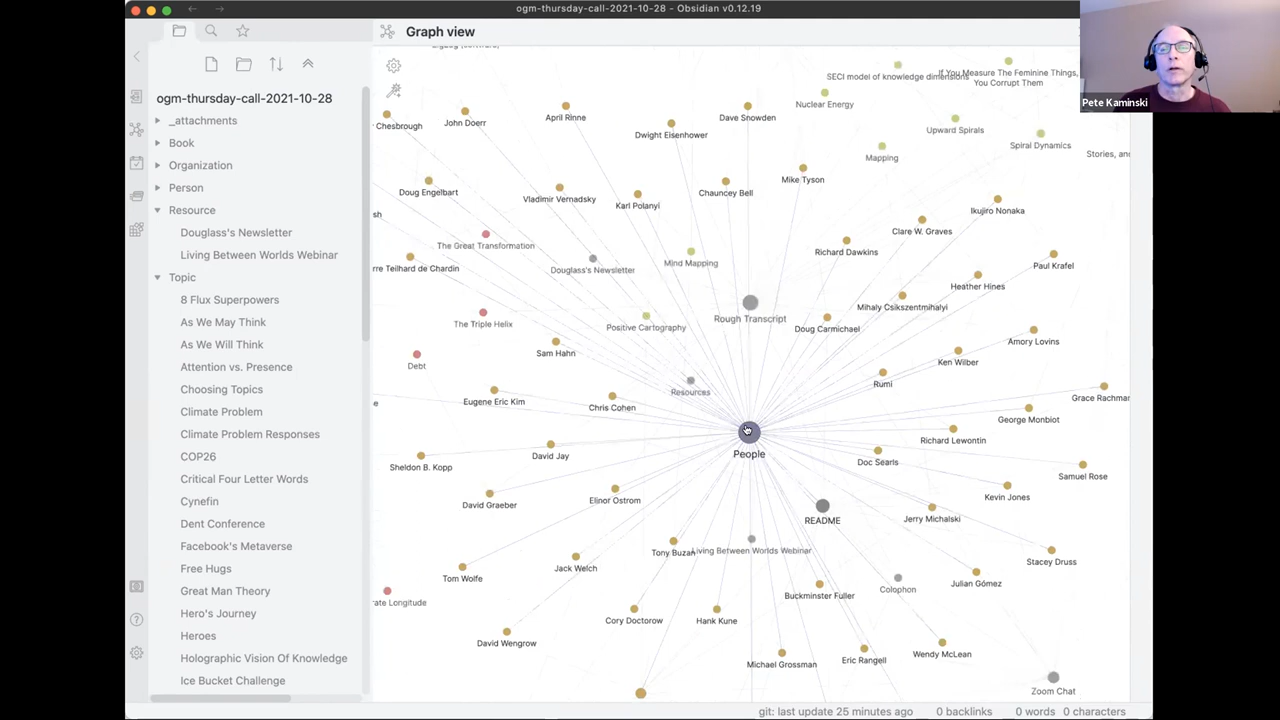 ogm-thursday-call-2021-10-28 - Obsidian v0.12.19
Graph view
ogm-thursday-call-2021-10-28
_attachments
Book
Organization
Person
Resource
Douglass's Newsletter
Living Between Worlds Webinar
Topic
8 Flux Superpowers
As We May Think
As We Will Think
Attention vs. Presence
Choosing Topics
Climate Problem
Climate Problem Responses
COP26
Critical Four Letter Words
Cynefin
Dent Conference
Facebook's Metaverse
Free Hugs
Great Man Theory
Hero's Journey
Heroes
Holographic Vision Of Knowledge
Ice Bucket Challenge
SECI model of knowledge dimensions
If You Measure The Feminine Things,
You Corrupt Them
Pete Kaminski
Nuclear Energy
Chesbrough
John Doerr
April Rinne
Dwight Eisenhower
Dave Snowden
Upward Spirals
Spiral Dynamics
Mapping
Stories, and
Doug Engelbart
Vladimir Vernadsky
Karl Polanyi
Chauncey Bell
Mike Tyson
Ikujiro Nonaka
sh
Clare W. Graves
The Great Transformation
Richard Dawkins
rre Teilhard de Chardin
Douglass's Newsletter
Mind Mapping
Paul Krafel
Heather Hines
Mihaly Csikszentmihalyi
The Triple Helix
Positive Cartography
Rough Transcript
Doug Carmichael
Sam Hahn
Amory Lovins
Debt
Ken Wilber
Resources
Rumi
e
Eugene Eric Kim
Chris Cohen
Grace Rachman
George Monbiot
Richard Lewontin
People
Sheldon B. Kopp
David Jay
Doc Searls
Samuel Rose
David Graeber
Elinor Ostrom
Kevin Jones
README
Jerry Michalski
Tony Buzan
Living Between Worlds Webinar
Stacey Druss
Tom Wolfe
Jack Welch
Buckminster Fuller
Colophon
Julian Gómez
rate Longitude
Cory Doctorow
Hank Kune
David Wengrow
Michael Grossman
Eric Rangell
Wendy McLean
Zoom Chat
git: last update 25 minutes ago
0 backlinks
0 words
0 characters